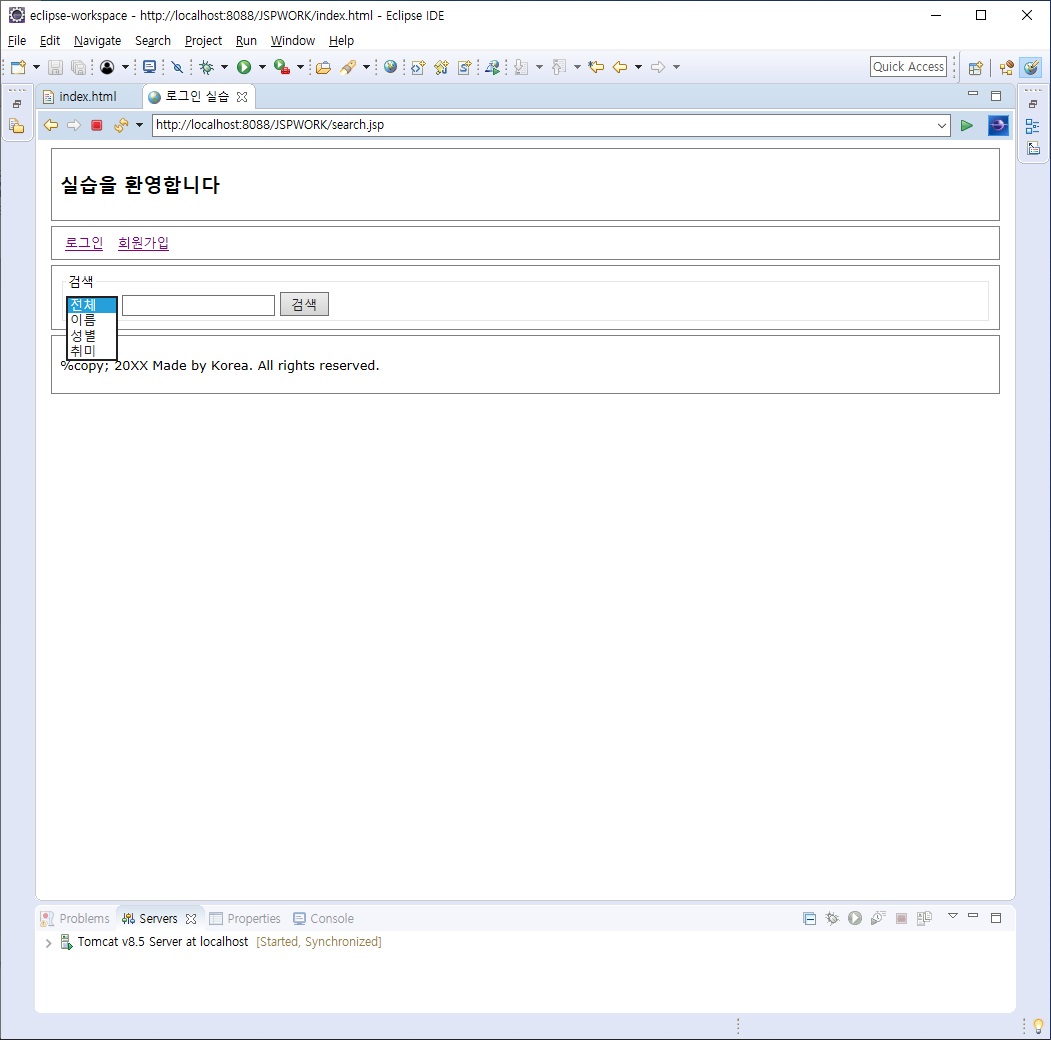 eclipse-workspace - http://localhost:8088/JSPWORK/index.html - Eclipse IDE
File Edit Navigate Search Project Run Window Help
Quick Access
index.html 로그인 실습
http://localhost:8088/JSPWORK/search.jsp
실습을 환영합니다
로그인 회원가입
검색
전체 검색
이름
성별
취미
%copy; 20XX Made by Korea. All rights reserved.
Problems Servers Properties Console
Tomcat v8.5 Server at localhost [Started, Synchronized]